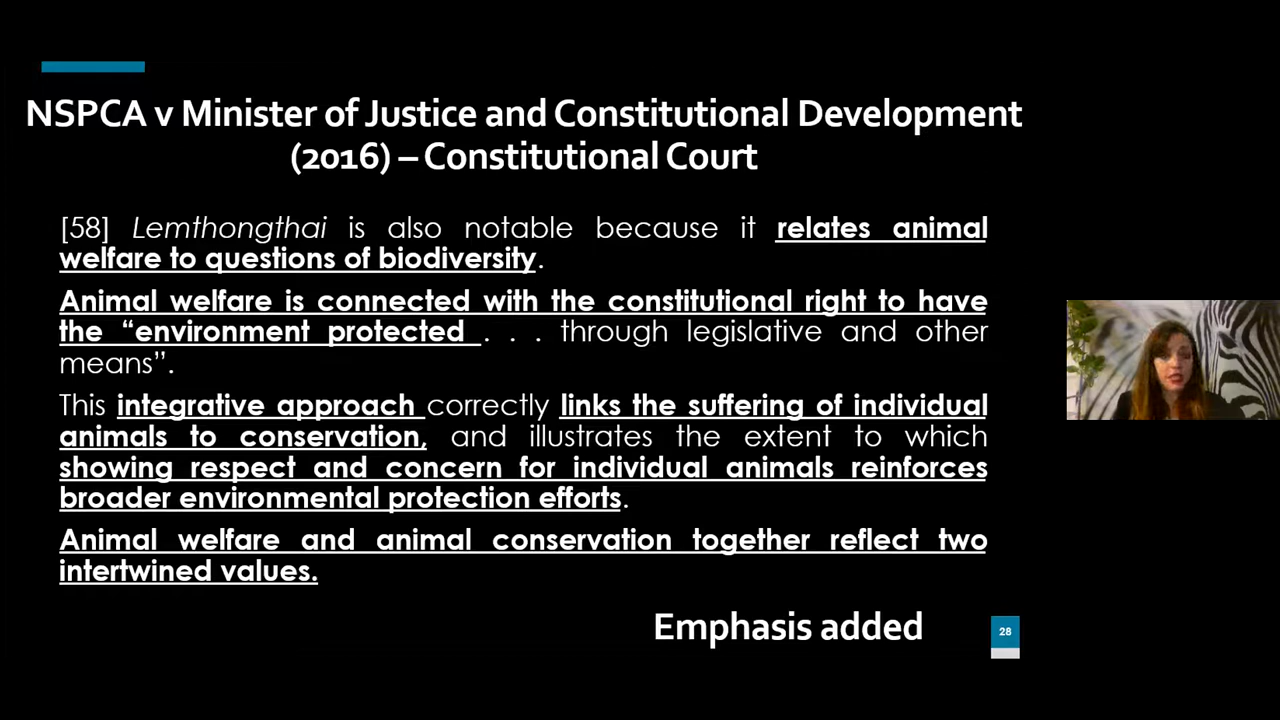 NSPCA v Minister of Justice and Constitutional Development
(2016) – Constitutional Court
[58] Lemthongthai is also notable because it relates animal
welfare to questions of biodiversity.
Animal welfare is connected with the constitutional right to have
the “environment protected . . . through legislative and other
means”.
This integrative approach correctly links the suffering of individual
animals to conservation, and illustrates the extent to which
showing respect and concern for individual animals reinforces
broader environmental protection efforts.
Animal welfare and animal conservation together reflect two
intertwined values.
Emphasis added
28